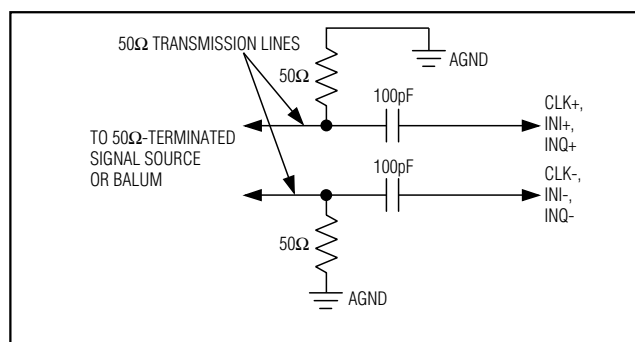 50Ω TRANSMISSION LINES
AGND
50Ω
100pF
CLK+,
INI+,
INQ+
TO 50Ω-TERMINATED
SIGNAL SOURCE
OR BALUM
100pF
CLK-,
INI-,
INQ-
50Ω
AGND